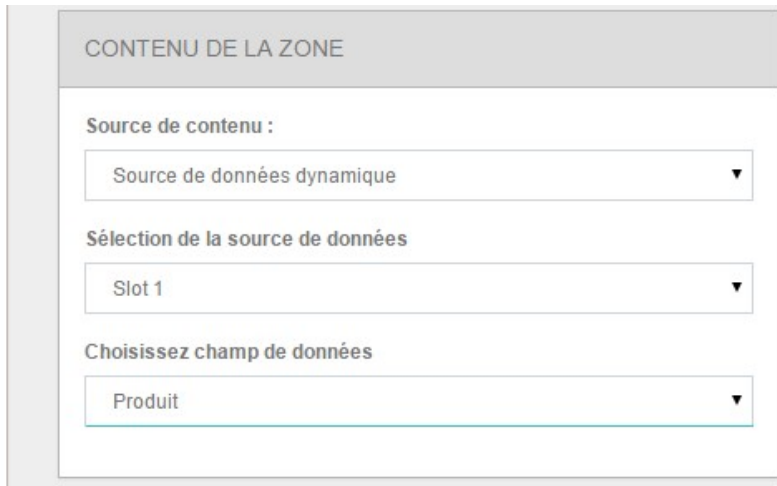 CONTENU DE LA ZONE
Source de contenu :
Source de données dynamique
Sélection de la source de données
Slot 1
Choisissez champ de données
Produit